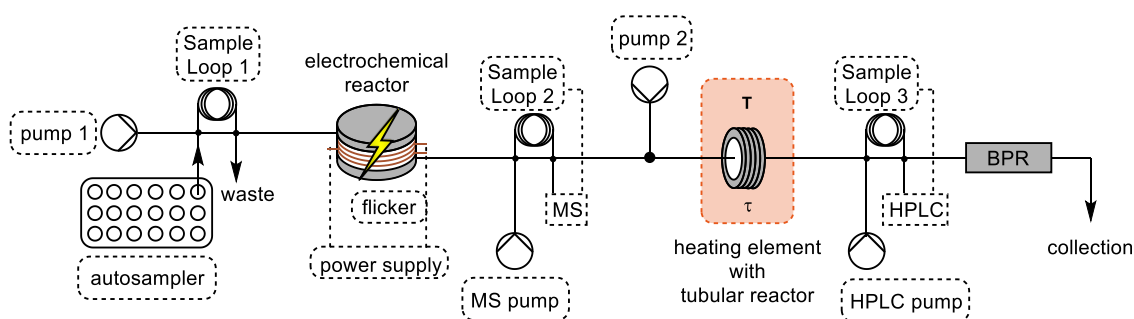 pump 1
Sample
Loop 1
waste
autosampler
electrochemical
reactor
flicker
power supply
Sample
Loop 2
MS
MS pump
pump 2
T
τ
heating element
with
tubular reactor
Sample
Loop 3
HPLC
HPLC pump
BPR
collection